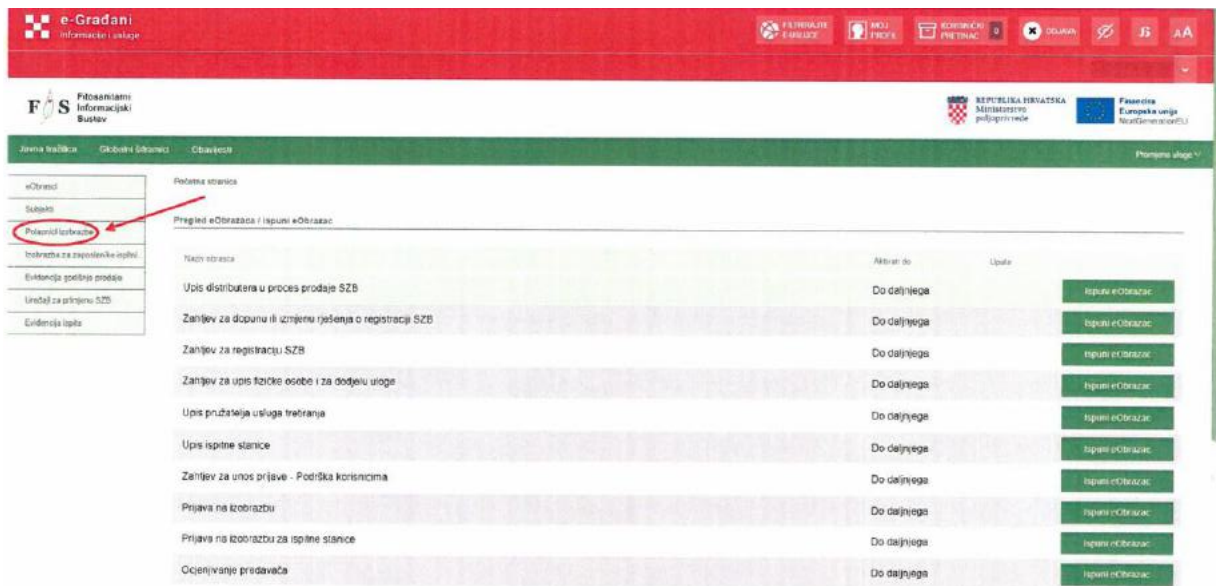 e-Građani
Informacije i usluge
FILTRIRAJTE
E-USLUGE
MOJ
PROFIL
KORISNIČKI
PRETINAC
0
ODJAVA
AA
F S
Fitosanitarni
Informacijski
Sustav
REPUBLIKA HRVATSKA
Ministarstvo
poljoprivrede
Financira
Europska unija
NextGenerationEU
Javna tražilica
Globalni šifrarnici
Obavijesti
Promjena uloge
eObrasci
Subjekti
Polaznici izobrazbe
Izobrazba za zaposlenike ispitni
Evidencija godišnje prodaje
Uređaji za primjenu SZB
Evidencija ispita
Početna stranica
Pregled eObrazaca / Ispuni eObrazac
Naziv obrasca
Aktivan do
Upute
Upis distributera u proces prodaje SZB
Do daljnjega
Ispuni eObrazac
Zahtjev za dopunu ili izmjenu rješenja o registraciji SZB
Do daljnjega
Ispuni eObrazac
Zahtjev za registraciju SZB
Do daljnjega
Ispuni eObrazac
Zahtjev za upis fizičke osobe i za dodjelu uloge
Do daljnjega
Ispuni eObrazac
Upis pružatelja usluga tretiranja
Do daljnjega
Ispuni eObrazac
Upis ispitne stanice
Do daljnjega
Ispuni eObrazac
Zahtjev za unos prijave - Podrška korisnicima
Do daljnjega
Ispuni eObrazac
Prijava na izobrazbu
Do daljnjega
Ispuni eObrazac
Prijava na izobrazbu za ispitne stanice
Do daljnjega
Ispuni eObrazac
Ocjenjivanje predavača
Do daljnjega
Ispuni eObrazac